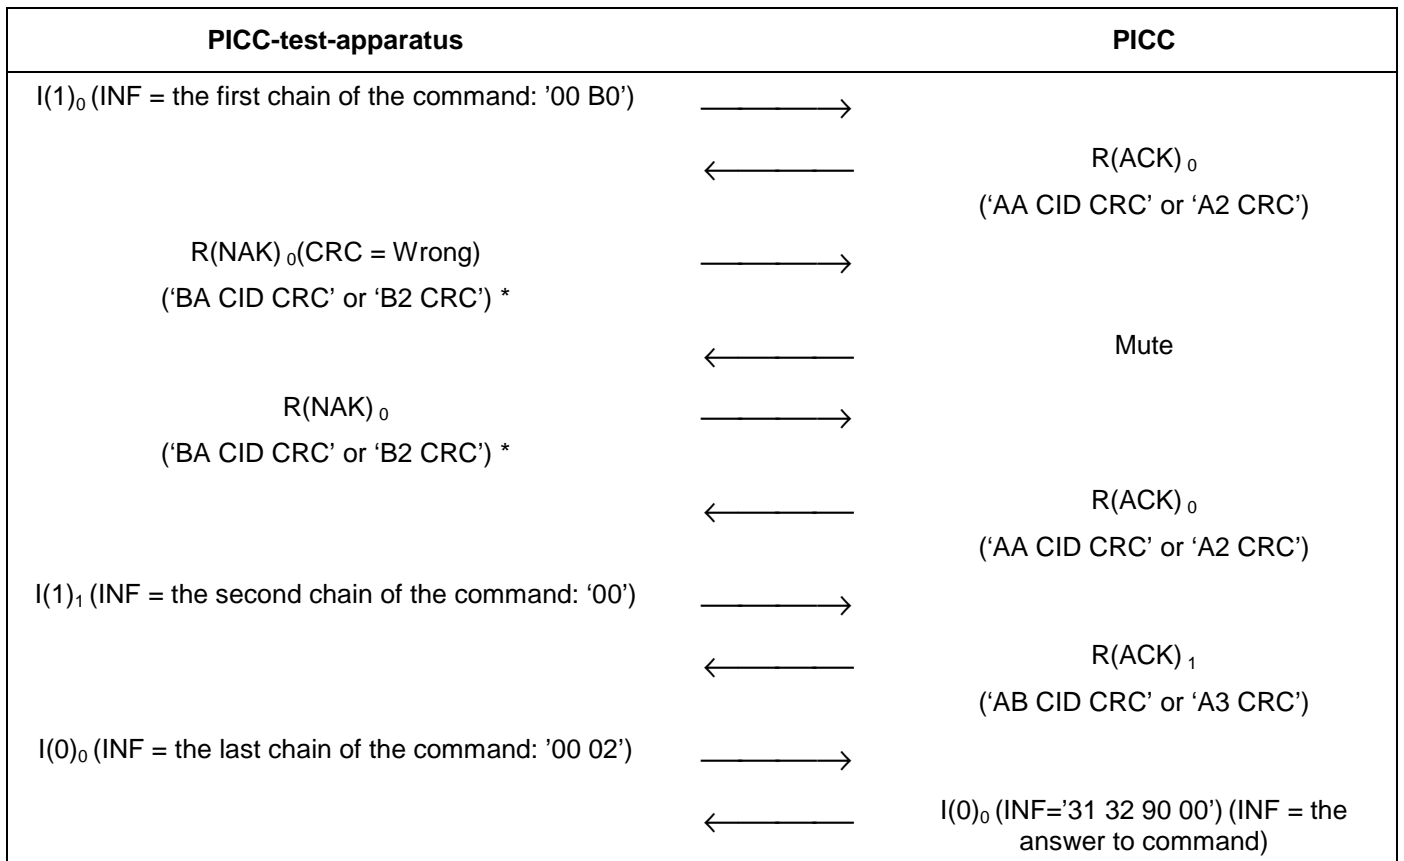 PICC-test-apparatus PICC
I(1)₀ (INF = the first chain of the command: ’00 B0’)
R(ACK) ₀
(‘AA CID CRC’ or ‘A2 CRC’)
R(NAK) ₀(CRC = Wrong)
(‘BA CID CRC’ or ‘B2 CRC’) *
Mute
R(NAK) ₀
(‘BA CID CRC’ or ‘B2 CRC’) *
R(ACK) ₀
(‘AA CID CRC’ or ‘A2 CRC’)
I(1)₁ (INF = the second chain of the command: ‘00’)
R(ACK) ₁
(‘AB CID CRC’ or ‘A3 CRC’)
I(0)₀ (INF = the last chain of the command: ’00 02’)
I(0)₀ (INF=’31 32 90 00’) (INF = the
answer to command)